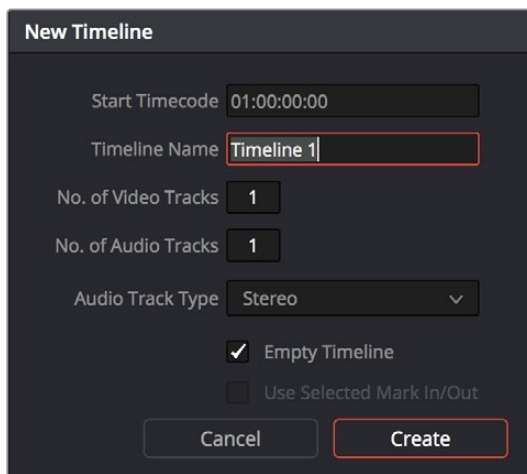 New Timeline
Start Timecode 01:00:00:00
Timeline Name Timeline 1
No. of Video Tracks 1
No. of Audio Tracks 1
Audio Track Type Stereo
Empty Timeline
Use Selected Mark In/Out
Cancel Create